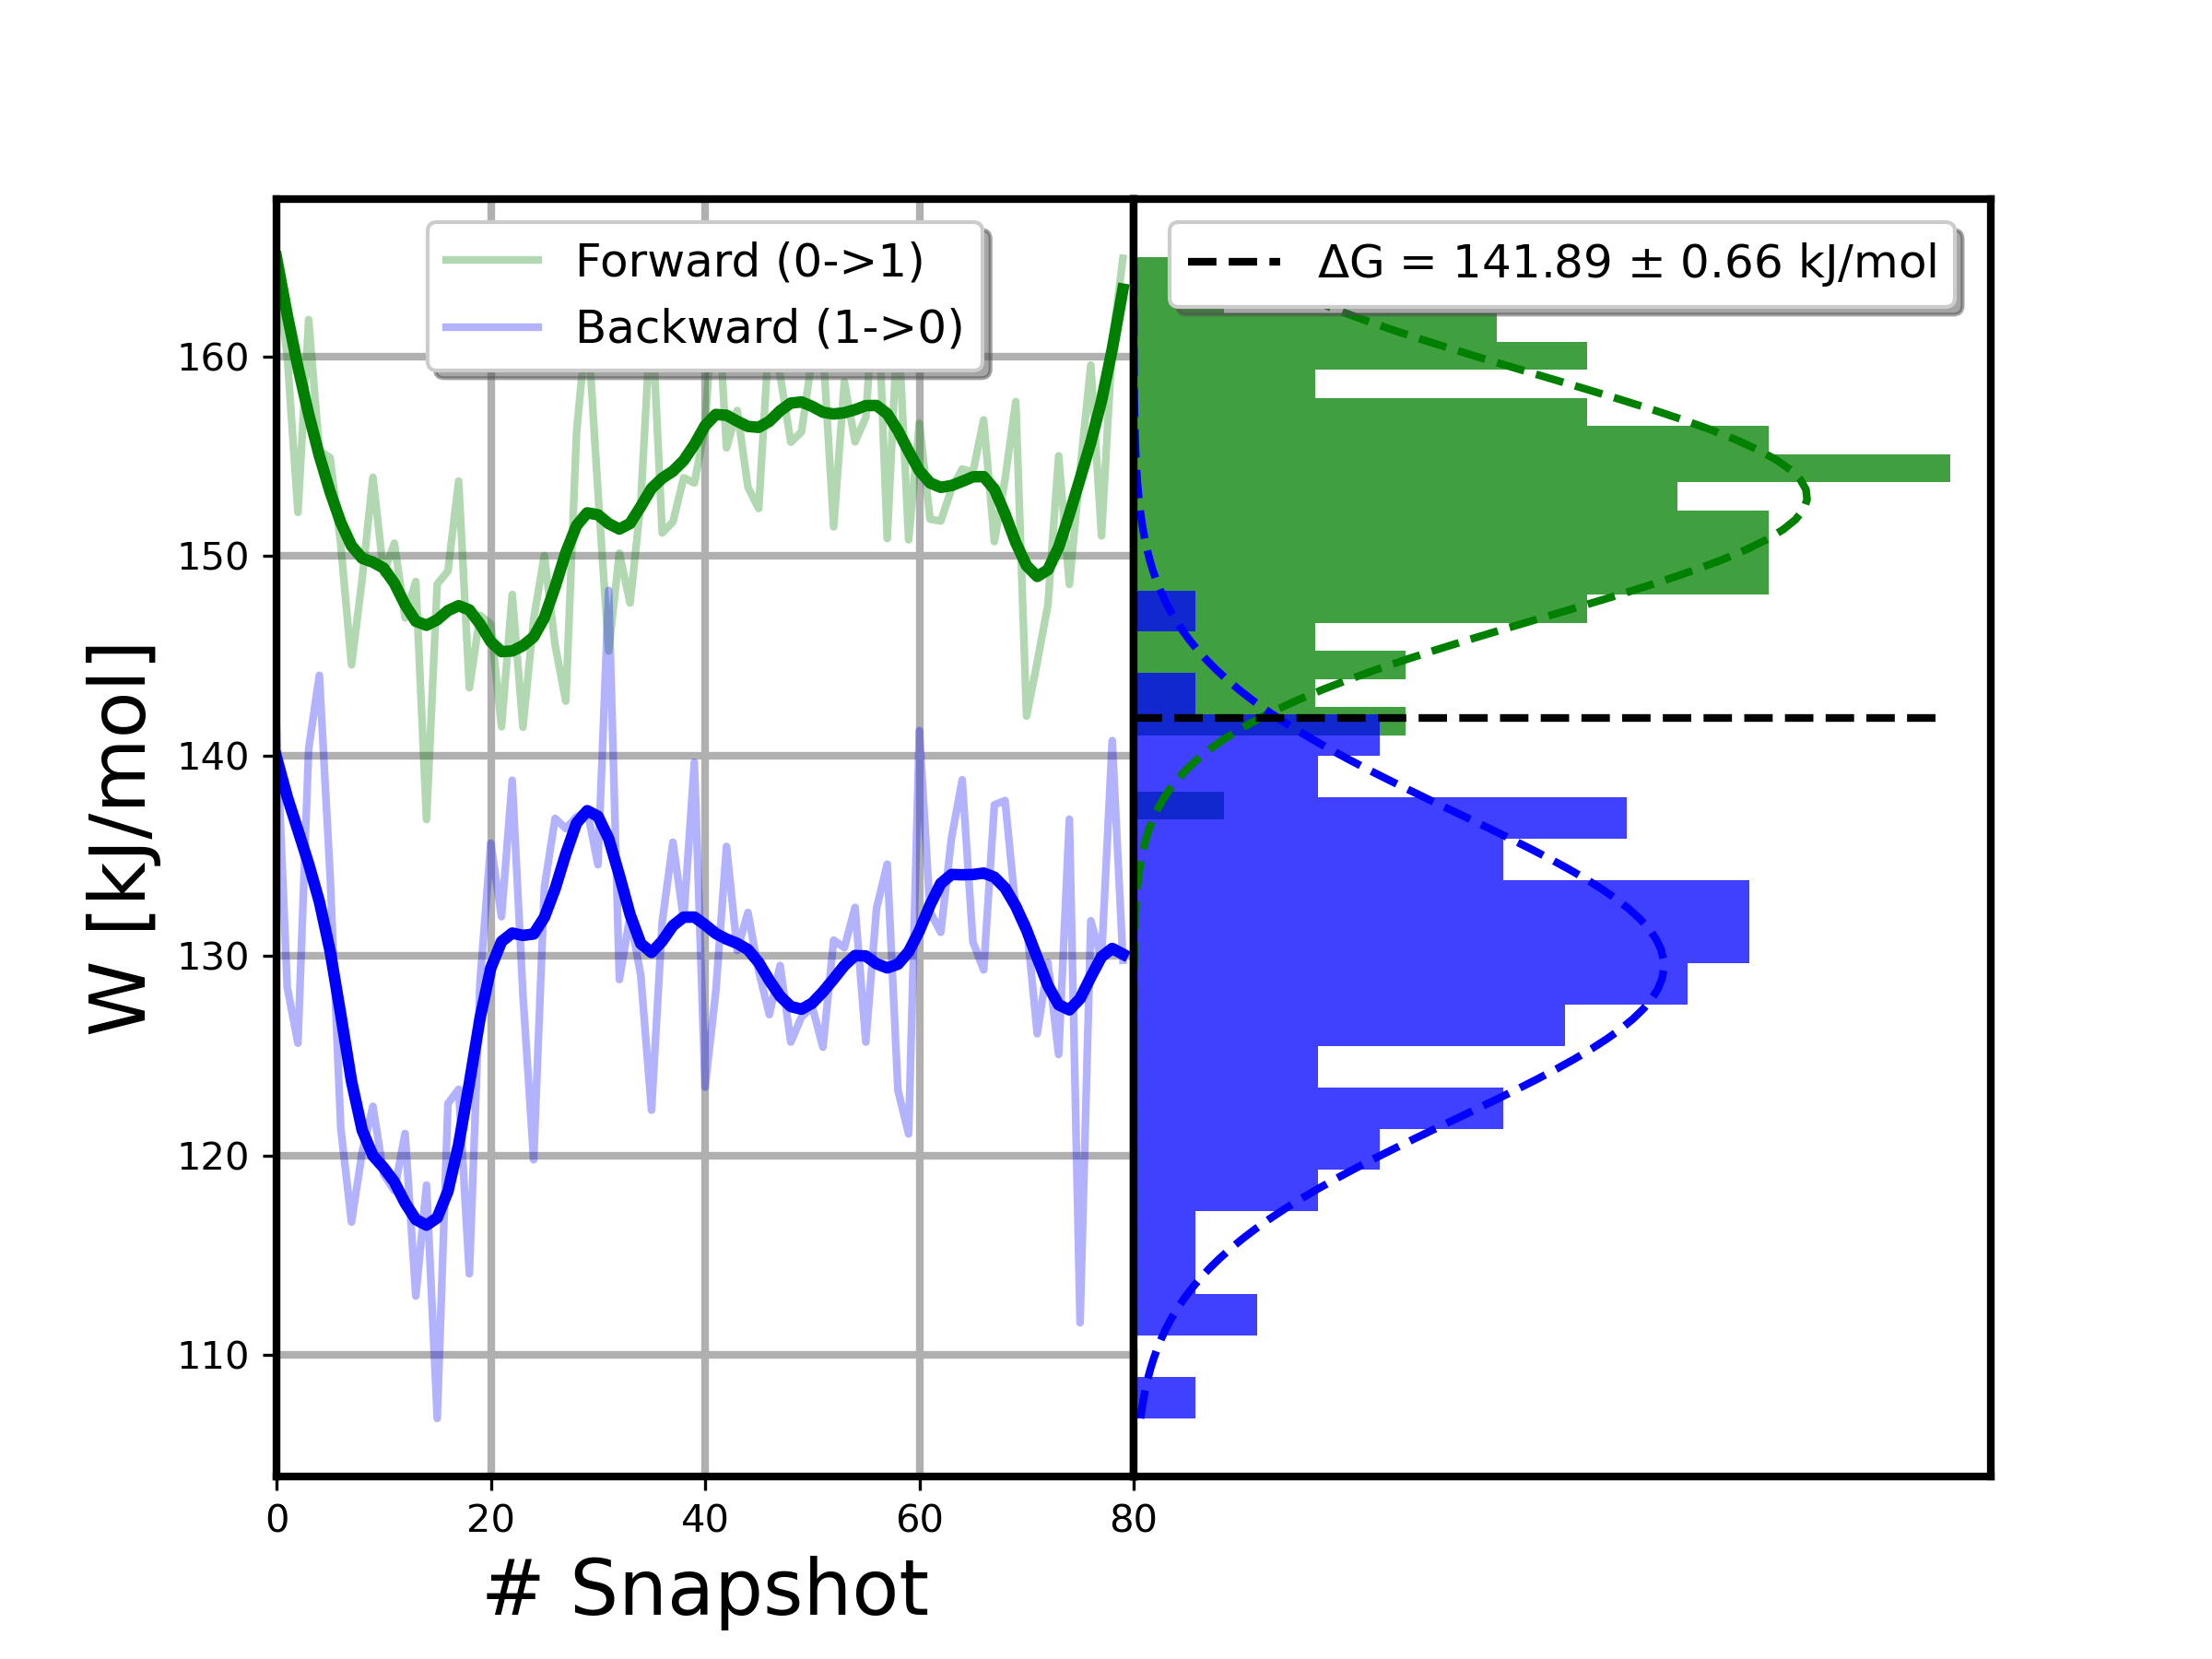 Forward (0->1)
Backward (1->0)
ΔG = 141.89 ± 0.66 kJ/mol
W [kJ/mol]
160
150
140
130
120
110
0 20 40 60 80
# Snapshot